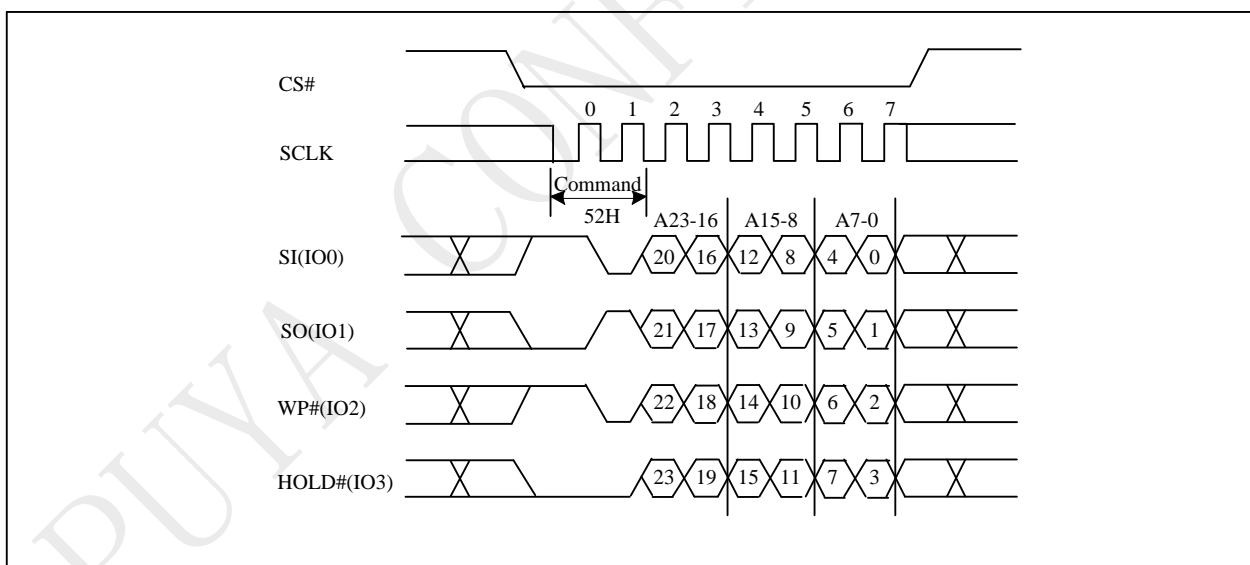 PUYA CONF
CS#
0 1 2 3 4 5 6 7
SCLK
Command
52H
A23-16 A15-8 A7-0
SI(IO0) 20 16 12 8 4 0
SO(IO1) 21 17 13 9 5 1
WP#(IO2) 22 18 14 10 6 2
HOLD#(IO3) 23 19 15 11 7 3